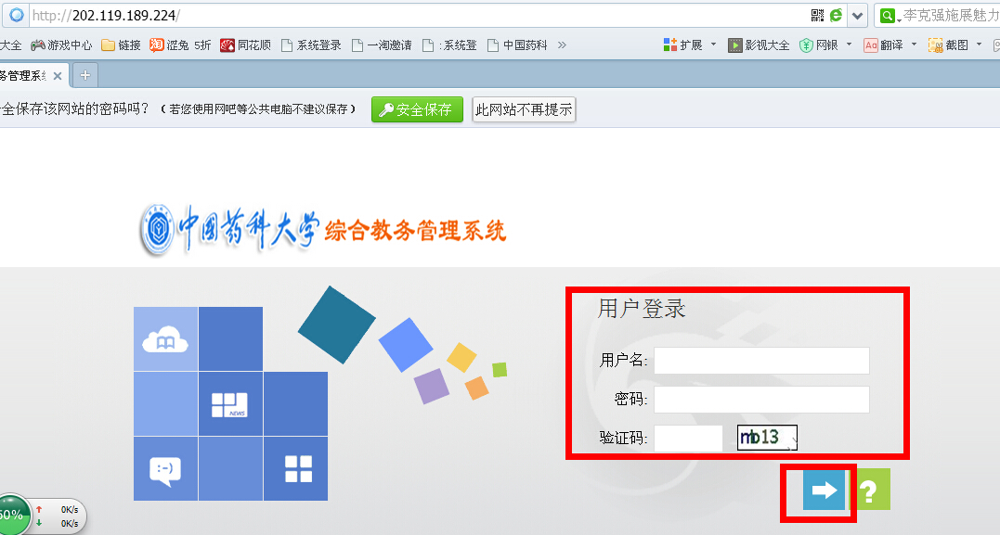 http://202.119.189.224/
李克强施展魅力
大全 游戏中心 链接 涩兔 5折 同花顺 系统登录 一淘邀请 :系统登 中国药科 » 扩展 影视大全 网银 Aa 翻译 截图
务管理系统 × +
全保存该网站的密码吗？（若您使用网吧等公共电脑不建议保存） 安全保存 此网站不再提示
中国药科大学 综合教务管理系统
用户登录
用户名:
密码:
验证码: mb13
NEWS
:-)
?
60% 0K/s
0K/s